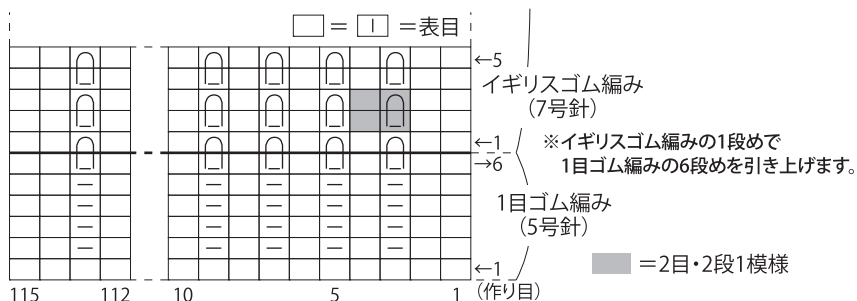 □=｜=表目
←5
イギリスゴム編み
(7号針)
←1
※イギリスゴム編みの1段めで
1目ゴム編みの6段めを引き上げます。
→6
1目ゴム編み
(5号針)
=2目・2段1模様
←1
115 112 10 5 1 (作り目)